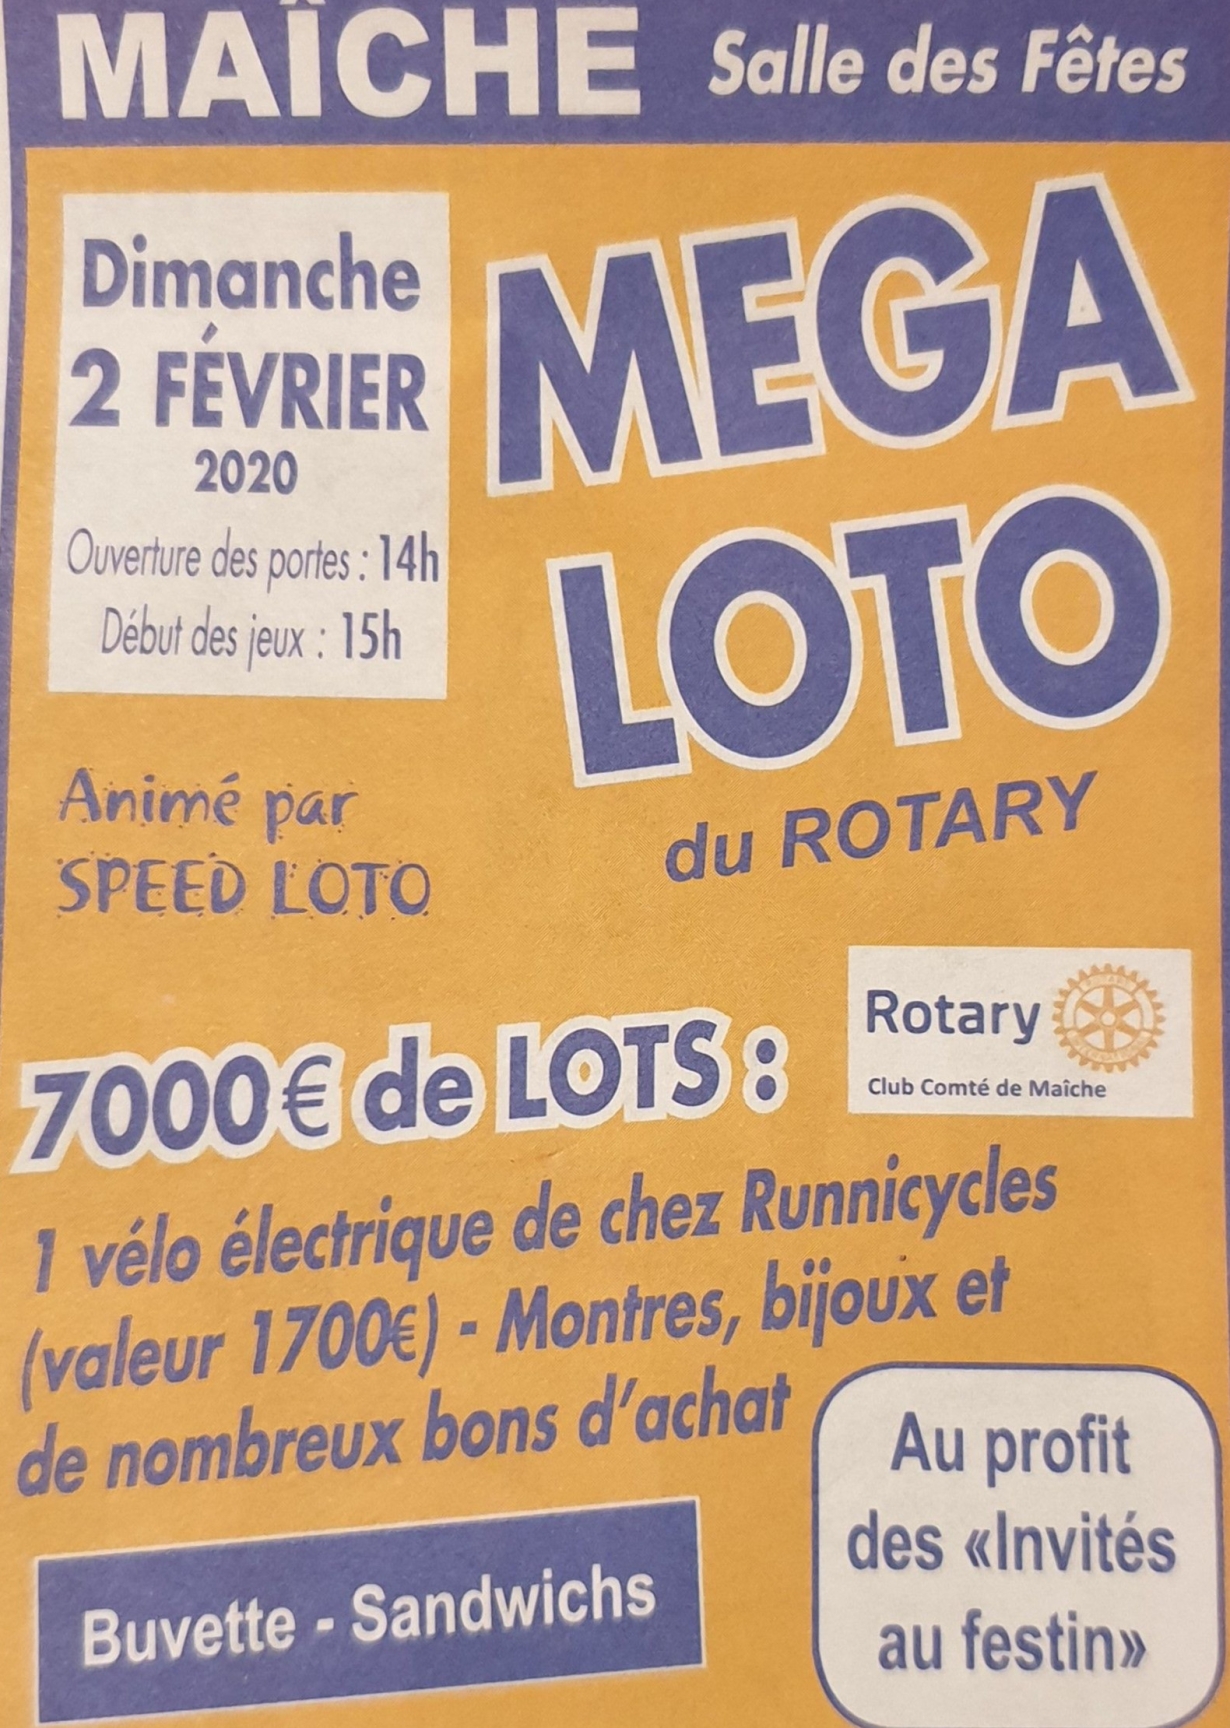 MAÎCHE Salle des Fêtes
Dimanche
2 FÉVRIER
2020
Ouverture des portes : 14h
Début des jeux : 15h
MEGA
LOTO
du ROTARY
Animé par
SPEED LOTO
Rotary
Club Comté de Maîche
7000€ de LOTS :
1 vélo électrique de chez Runnicycles
(valeur 1700€) - Montres, bijoux et
de nombreux bons d'achat
Buvette - Sandwichs
Au profit
des «Invités
au festin»